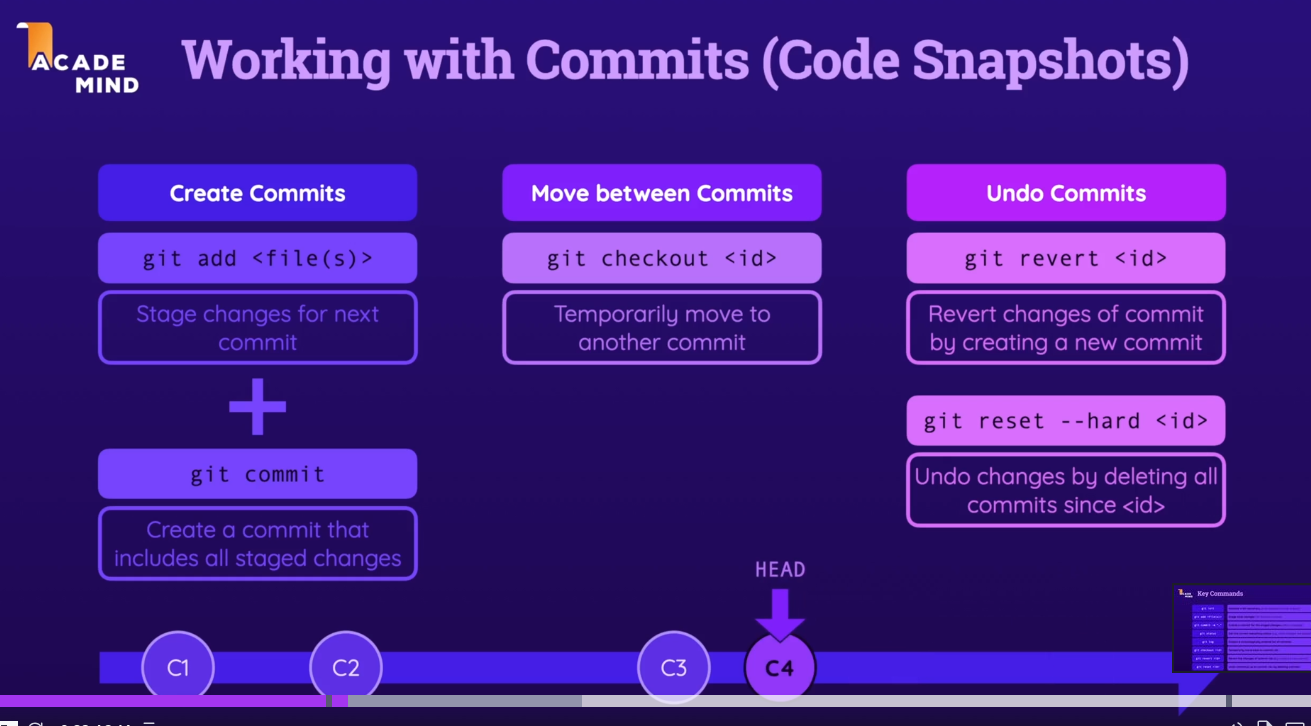 ACADE
MIND
Working with Commits (Code Snapshots)
Create Commits
git add <file(s)>
Stage changes for next
commit
+
git commit
Create a commit that
includes all staged changes
Move between Commits
git checkout <id>
Temporarily move to
another commit
Undo Commits
git revert <id>
Revert changes of commit
by creating a new commit
git reset --hard <id>
Undo changes by deleting all
commits since <id>
HEAD
C1
C2
C3
C4
Key Commands